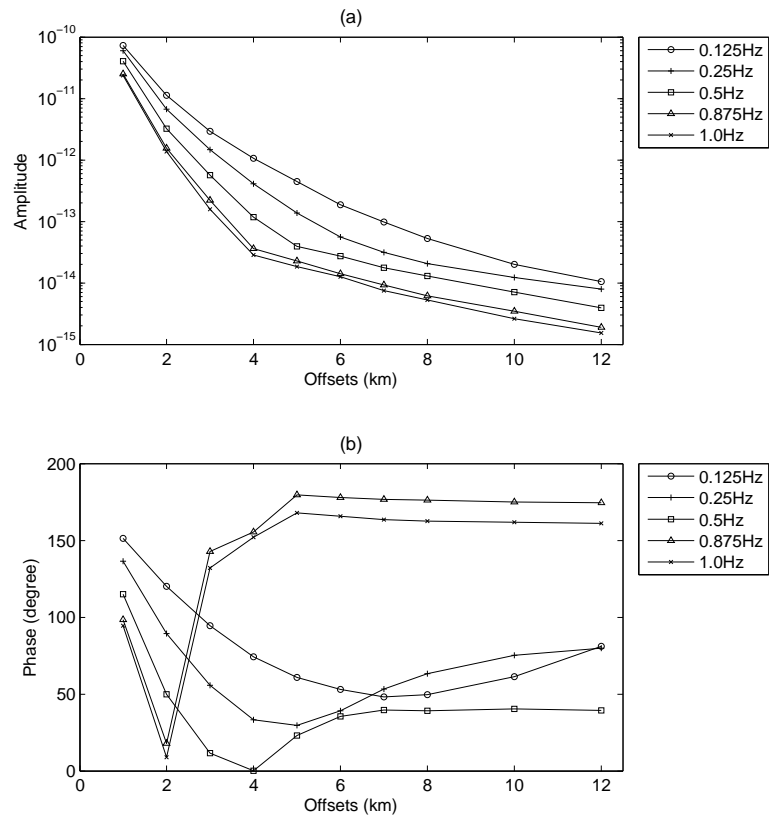 (a)
10−10
10−11
10−12
10−13
10−14
10−15
Amplitude
0 2 4 6 8 10 12
Offsets (km)
0.125Hz
0.25Hz
0.5Hz
0.875Hz
1.0Hz
(b)
200
150
100
50
0
Phase (degree)
0 2 4 6 8 10 12
Offsets (km)
0.125Hz
0.25Hz
0.5Hz
0.875Hz
1.0Hz